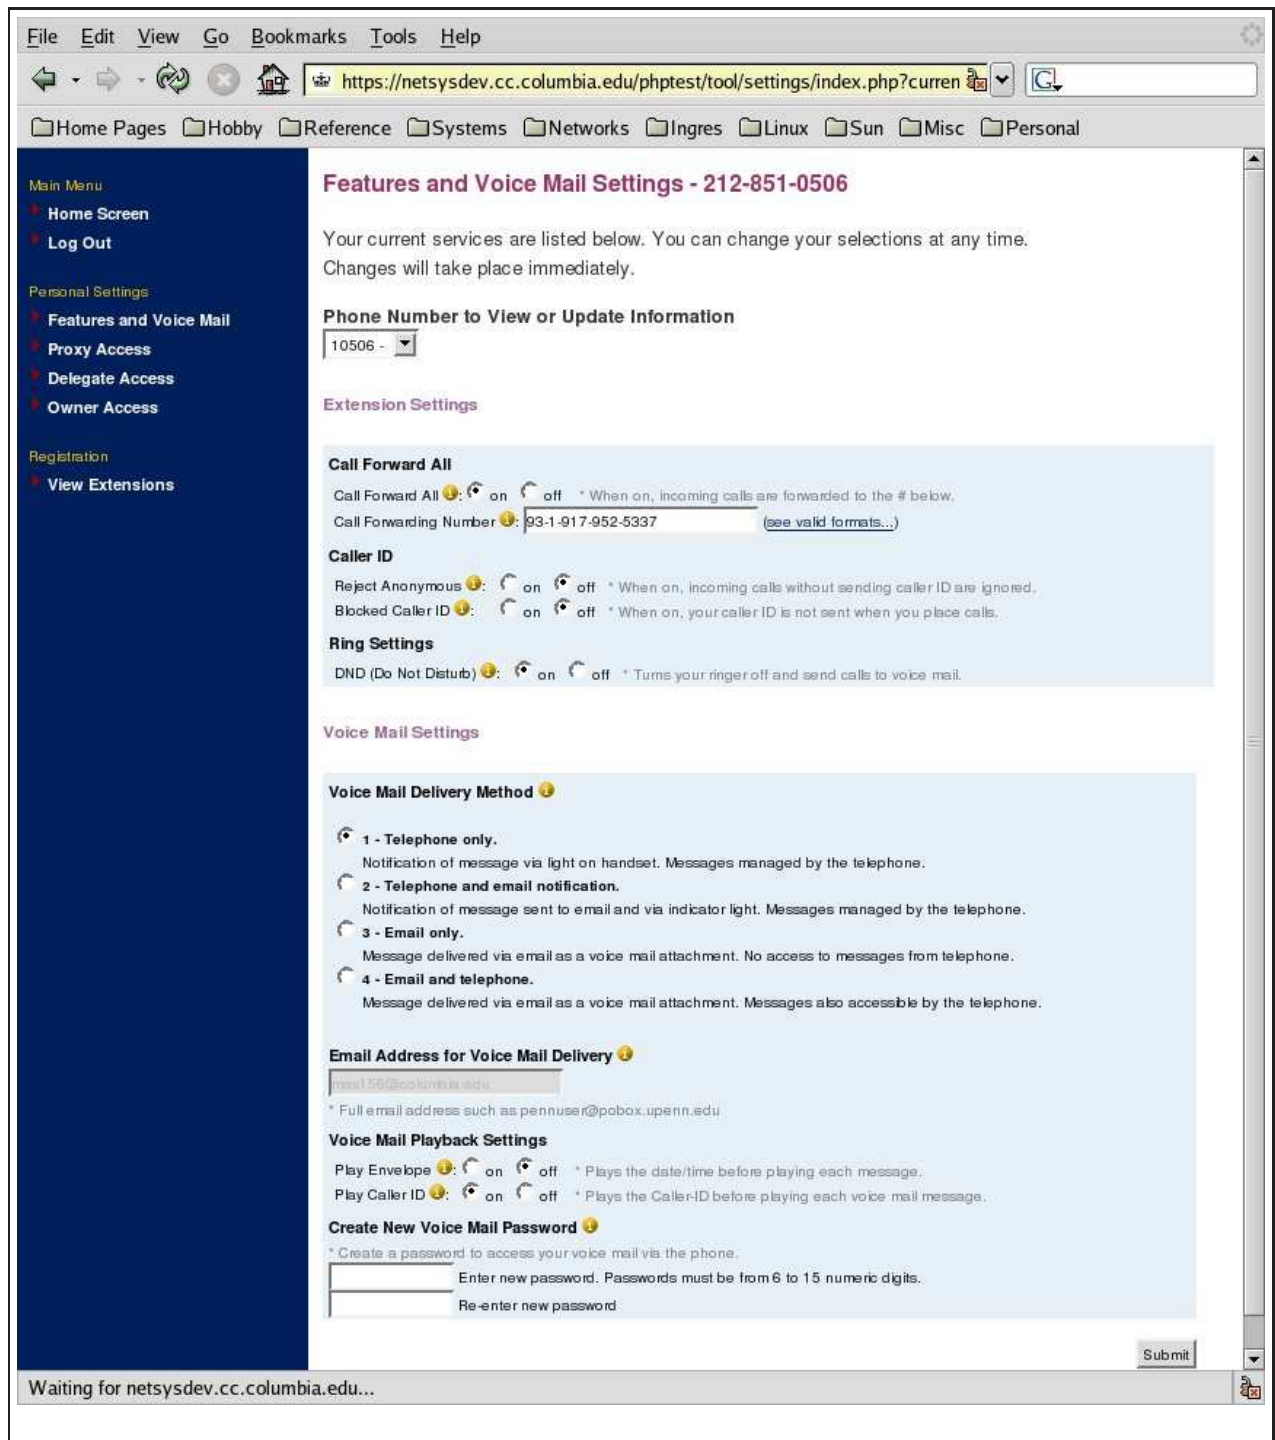 File Edit View Go Bookmarks Tools Help
https://netsysdev.cc.columbia.edu/phptest/tool/settings/index.php?curren
Home Pages Hobby Reference Systems Networks Ingres Linux Sun Misc Personal
Main Menu
Home Screen
Log Out
Personal Settings
Features and Voice Mail
Proxy Access
Delegate Access
Owner Access
Registration
View Extensions
Features and Voice Mail Settings - 212-851-0506
Your current services are listed below. You can change your selections at any time.
Changes will take place immediately.
Phone Number to View or Update Information
10506 -
Extension Settings
Call Forward All
Call Forward All : on off * When on, incoming calls are forwarded to the # below.
Call Forwarding Number : 93-1-917-952-5337 (see valid formats...)
Caller ID
Reject Anonymous : on off * When on, incoming calls without sending caller ID are ignored.
Blocked Caller ID : on off * When on, your caller ID is not sent when you place calls.
Ring Settings
DND (Do Not Disturb) : on off * Turns your ringer off and send calls to voice mail.
Voice Mail Settings
Voice Mail Delivery Method
1 - Telephone only.
Notification of message via light on handset. Messages managed by the telephone.
2 - Telephone and email notification.
Notification of message sent to email and via indicator light. Messages managed by the telephone.
3 - Email only.
Message delivered via email as a voice mail attachment. No access to messages from telephone.
4 - Email and telephone.
Message delivered via email as a voice mail attachment. Messages also accessible by the telephone.
Email Address for Voice Mail Delivery
* Full email address such as pennuser@pobox.upenn.edu
Voice Mail Playback Settings
Play Envelope : on off * Plays the date/time before playing each message.
Play Caller ID : on off * Plays the Caller-ID before playing each voice mail message.
Create New Voice Mail Password
* Create a password to access your voice mail via the phone.
Enter new password. Passwords must be from 6 to 15 numeric digits.
Re-enter new password
Submit
Waiting for netsysdev.cc.columbia.edu...